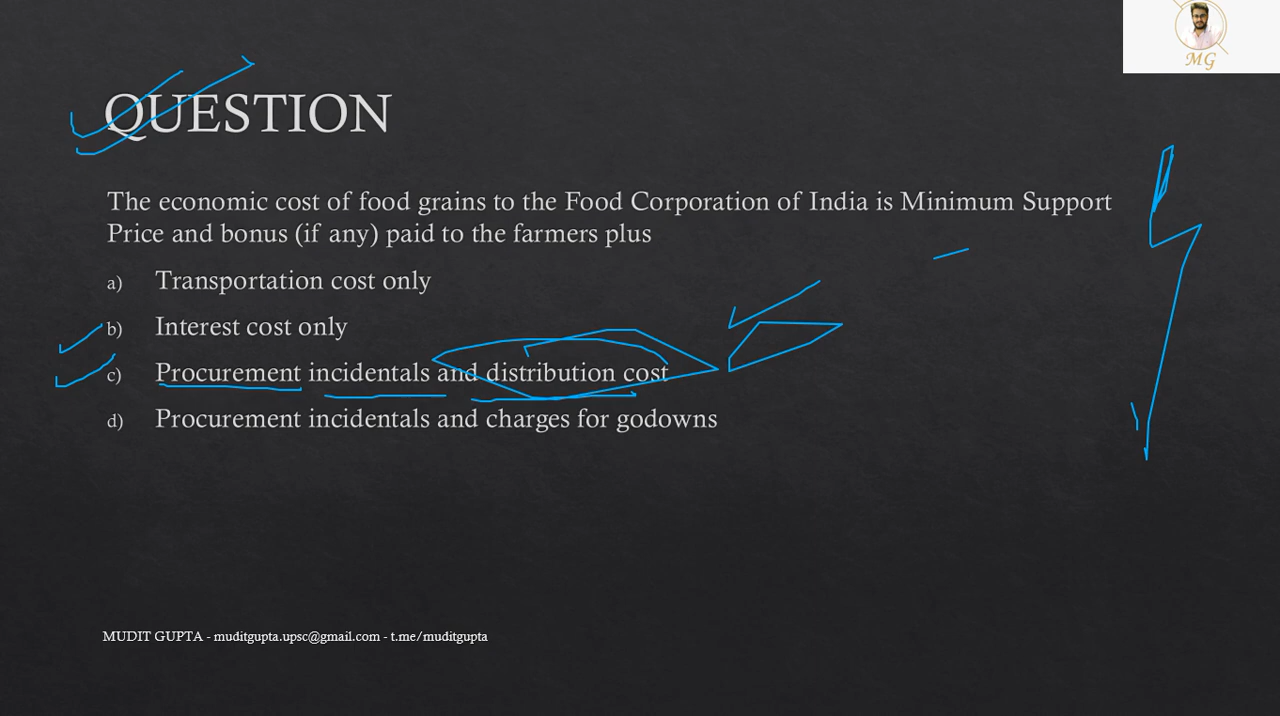 MG
QUESTION
The economic cost of food grains to the Food Corporation of India is Minimum Support
Price and bonus (if any) paid to the farmers plus
a) Transportation cost only
b) Interest cost only
c) Procurement incidentals and distribution cost
d) Procurement incidentals and charges for godowns
MUDIT GUPTA - muditgupta.upsc@gmail.com - t.me/muditgupta